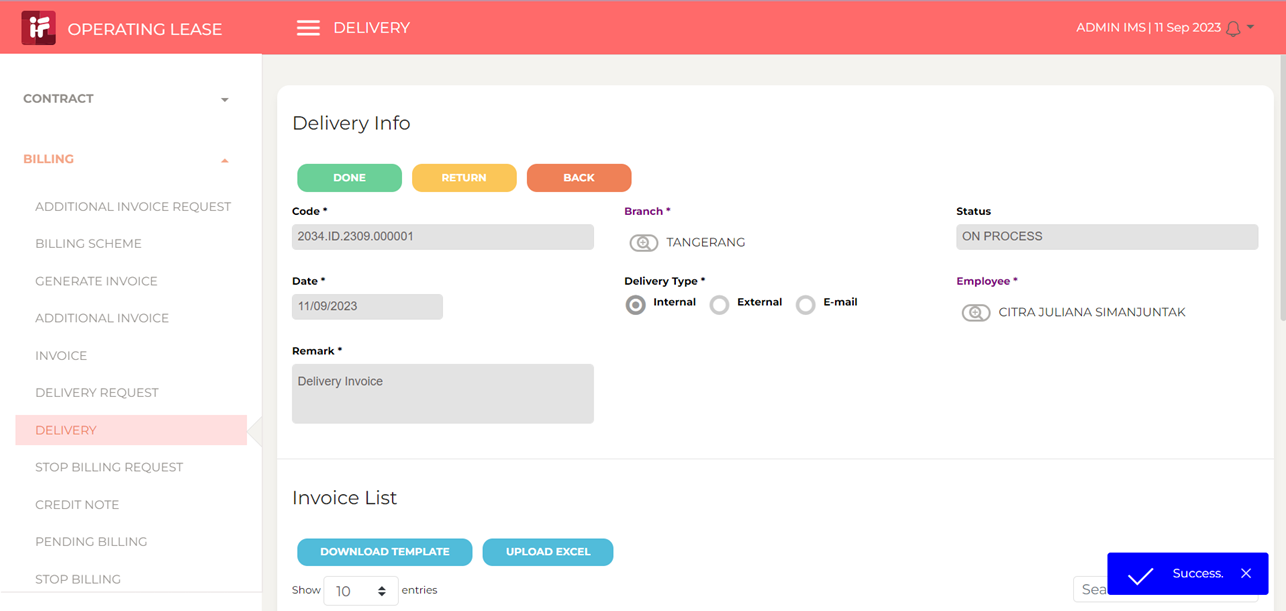 iF OPERATING LEASE
DELIVERY
ADMIN IMS | 11 Sep 2023
CONTRACT
BILLING
ADDITIONAL INVOICE REQUEST
BILLING SCHEME
GENERATE INVOICE
ADDITIONAL INVOICE
INVOICE
DELIVERY REQUEST
DELIVERY
STOP BILLING REQUEST
CREDIT NOTE
PENDING BILLING
STOP BILLING
Delivery Info
DONE RETURN BACK
Code * Branch * Status
2034.ID.2309.000001 TANGERANG ON PROCESS
Date * Delivery Type * Employee *
11/09/2023 Internal External E-mail CITRA JULIANA SIMANJUNTAK
Remark *
Delivery Invoice
Invoice List
DOWNLOAD TEMPLATE UPLOAD EXCEL
Show 10 entries
Sea
Success.